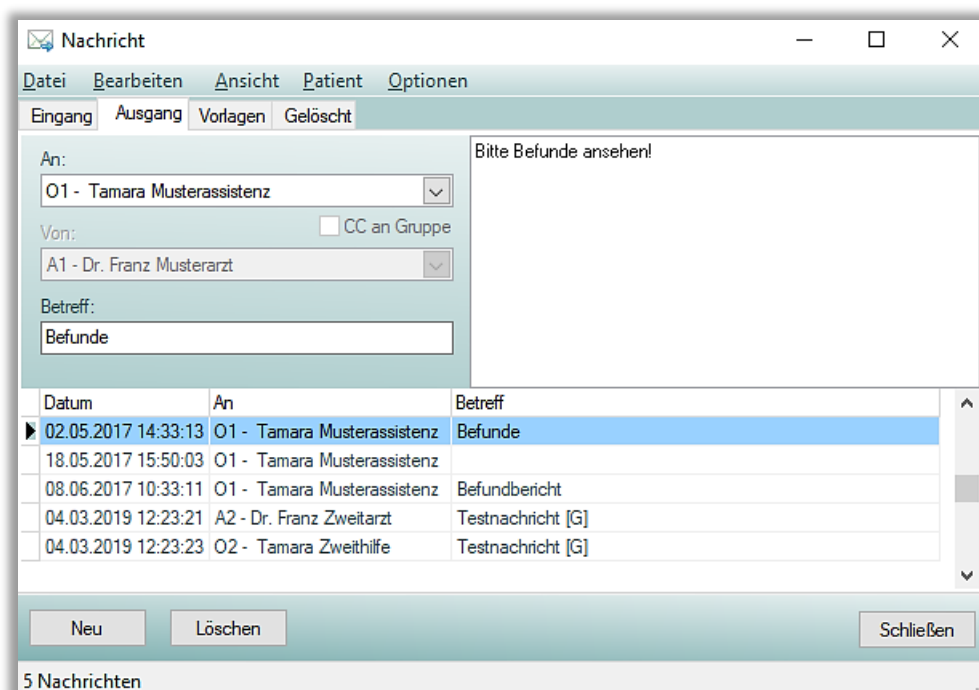 Nachricht
Datei Bearbeiten Ansicht Patient Optionen
Eingang Ausgang Vorlagen Gelöscht
An:
O1 - Tamara Musterassistenz
CC an Gruppe
Von:
A1 - Dr. Franz Musterarzt
Betreff:
Befunde
Bitte Befunde ansehen!
Datum An Betreff
02.05.2017 14:33:13 O1 - Tamara Musterassistenz Befunde
18.05.2017 15:50:03 O1 - Tamara Musterassistenz
08.06.2017 10:33:11 O1 - Tamara Musterassistenz Befundbericht
04.03.2019 12:23:21 A2 - Dr. Franz Zweitarzt Testnachricht [G]
04.03.2019 12:23:23 O2 - Tamara Zweithilfe Testnachricht [G]
Neu Löschen Schließen
5 Nachrichten